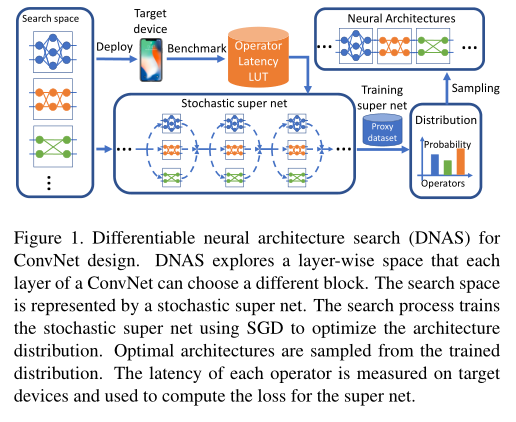 Search space
Target
device
Neural Architectures
Deploy
Benchmark
Operator
Latency
LUT
Stochastic super net
Training
super net
Sampling
Proxy
dataset
Distribution
Probability
Operators
Figure 1. Differentiable neural architecture search (DNAS) for
ConvNet design. DNAS explores a layer-wise space that each
layer of a ConvNet can choose a different block. The search space
is represented by a stochastic super net. The search process trains
the stochastic super net using SGD to optimize the architecture
distribution. Optimal architectures are sampled from the trained
distribution. The latency of each operator is measured on target
devices and used to compute the loss for the super net.